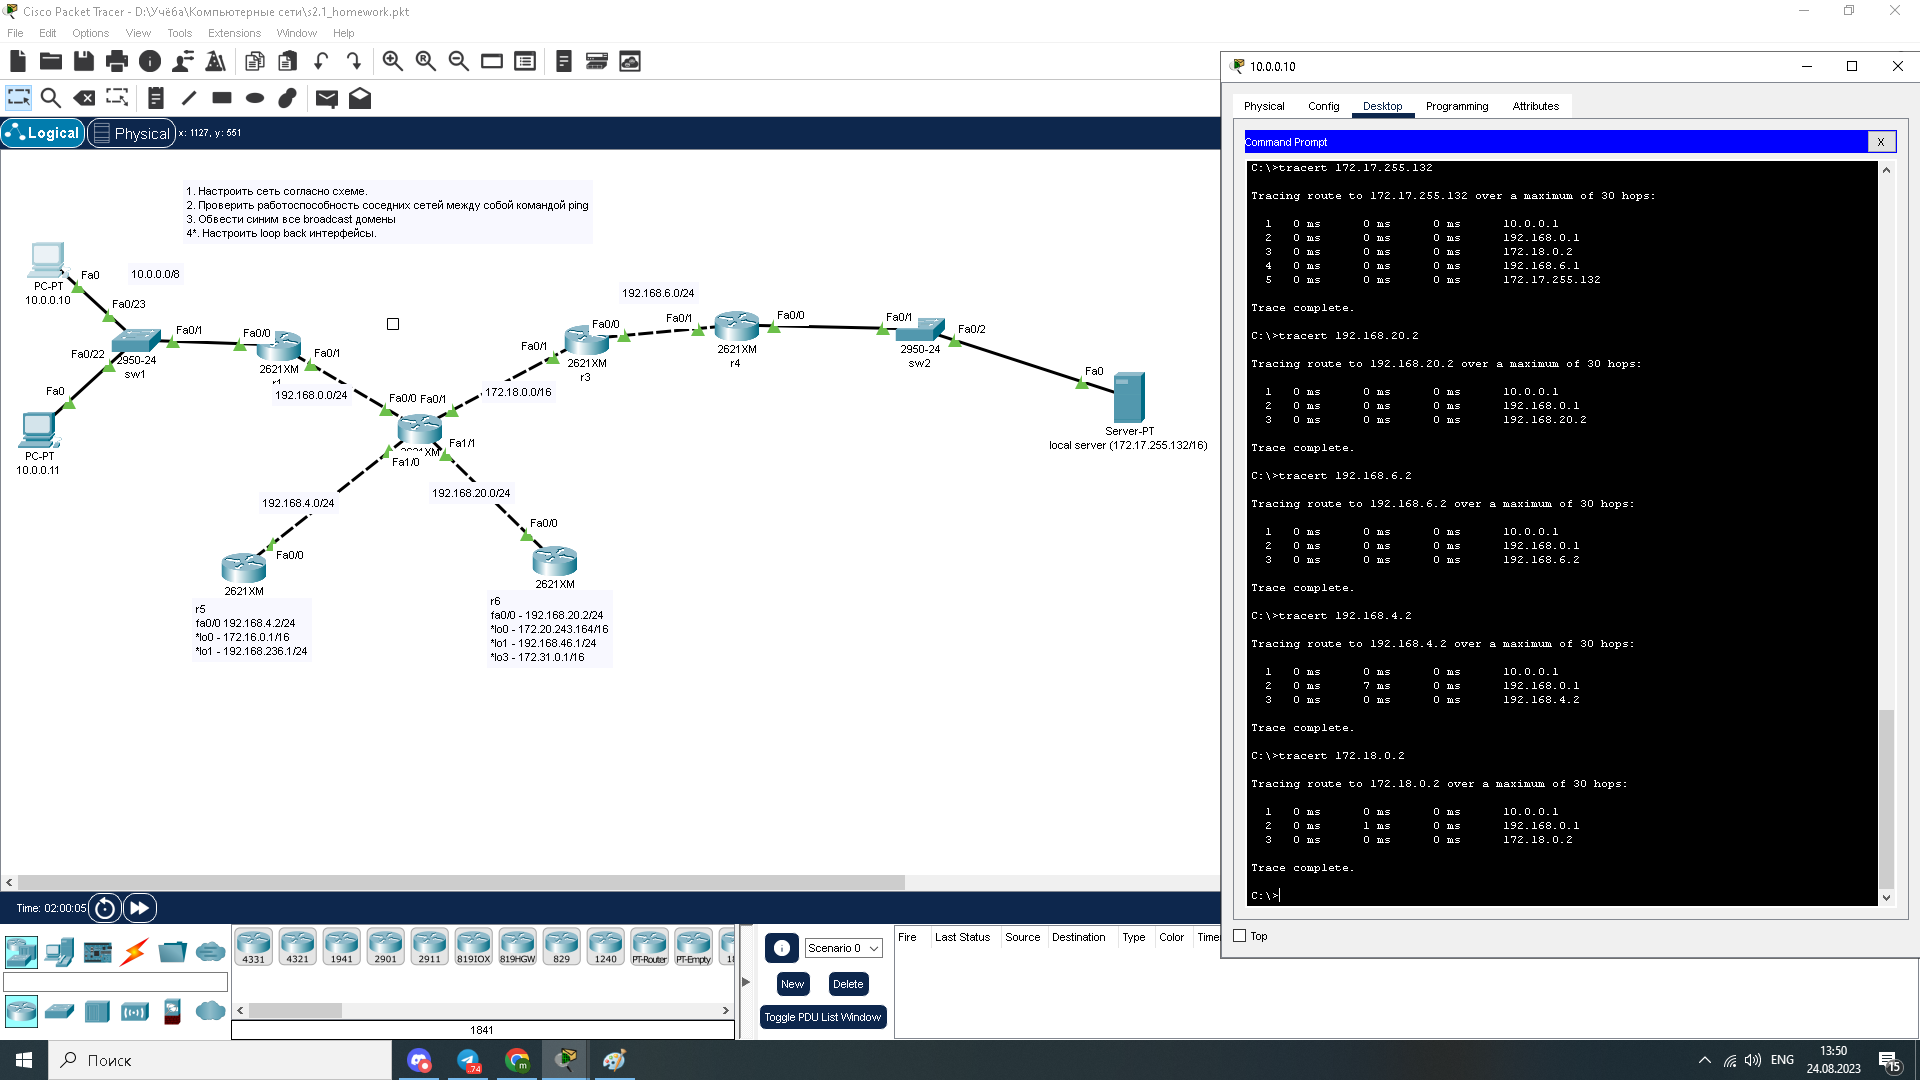 Cisco Packet Tracer - D:\Учёба\Компьютерные сети\s2.1_homework.pkt
File Edit Options View Tools Extensions Window Help
Logical Physical x: 1127, y: 551
1. Настроить сеть согласно схеме.
2. Проверить работоспособность соседних сетей между собой командой ping
3. Обвести синим все broadcast домены
4*. Настроить loop back интерфейсы.
Fa0
10.0.0.0/8
PC-PT
10.0.0.10
Fa0/23
Fa0/1
Fa0/0
Fa0/22
2950-24
sw1
2621XM
Fa0/1
Fa0
PC-PT
10.0.0.11
192.168.0.0/24
192.168.6.0/24
Fa0/0
Fa0/1
Fa0/1
2621XM
r3
Fa0/0
2621XM
r4
Fa0/1
Fa0/2
2950-24
sw2
Fa0
Server-PT
local server (172.17.255.132/16)
172.18.0.0/16
Fa0/0 Fa0/1
Fa1/1
Fa1/0
192.168.4.0/24
192.168.20.0/24
Fa0/0
Fa0/0
2621XM
2621XM
r5
fa0/0 192.168.4.2/24
*lo0 - 172.16.0.1/16
*lo1 - 192.168.236.1/24
r6
fa0/0 - 192.168.20.2/24
*lo0 - 172.20.243.164/16
*lo1 - 192.168.46.1/24
*lo3 - 172.31.0.1/16
10.0.0.10
Physical Config Desktop Programming Attributes
Command Prompt
X
C:\>tracert 172.17.255.132
Tracing route to 172.17.255.132 over a maximum of 30 hops:
1 0 ms 0 ms 0 ms 10.0.0.1
2 0 ms 0 ms 0 ms 192.168.0.1
3 0 ms 0 ms 0 ms 172.18.0.2
4 0 ms 0 ms 0 ms 192.168.6.1
5 0 ms 0 ms 0 ms 172.17.255.132
Trace complete.
C:\>tracert 192.168.20.2
Tracing route to 192.168.20.2 over a maximum of 30 hops:
1 0 ms 0 ms 0 ms 10.0.0.1
2 0 ms 0 ms 0 ms 192.168.0.1
3 0 ms 0 ms 0 ms 192.168.20.2
Trace complete.
C:\>tracert 192.168.6.2
Tracing route to 192.168.6.2 over a maximum of 30 hops:
1 0 ms 0 ms 0 ms 10.0.0.1
2 0 ms 0 ms 0 ms 192.168.0.1
3 0 ms 0 ms 0 ms 192.168.6.2
Trace complete.
C:\>tracert 192.168.4.2
Tracing route to 192.168.4.2 over a maximum of 30 hops:
1 0 ms 0 ms 0 ms 10.0.0.1
2 0 ms 7 ms 0 ms 192.168.0.1
3 0 ms 0 ms 0 ms 192.168.4.2
Trace complete.
C:\>tracert 172.18.0.2
Tracing route to 172.18.0.2 over a maximum of 30 hops:
1 0 ms 0 ms 0 ms 10.0.0.1
2 0 ms 1 ms 0 ms 192.168.0.1
3 0 ms 0 ms 0 ms 172.18.0.2
Trace complete.
C:\>
Top
Time: 02:00:05
4331 4321 1941 2901 2911 819IOX 819HGW 829 1240 PT-Router PT-Empty
1841
Scenario 0
New Delete
Toggle PDU List Window
Fire Last Status Source Destination Type Color
Поиск
74
ENG
13:50
24.08.2023
15